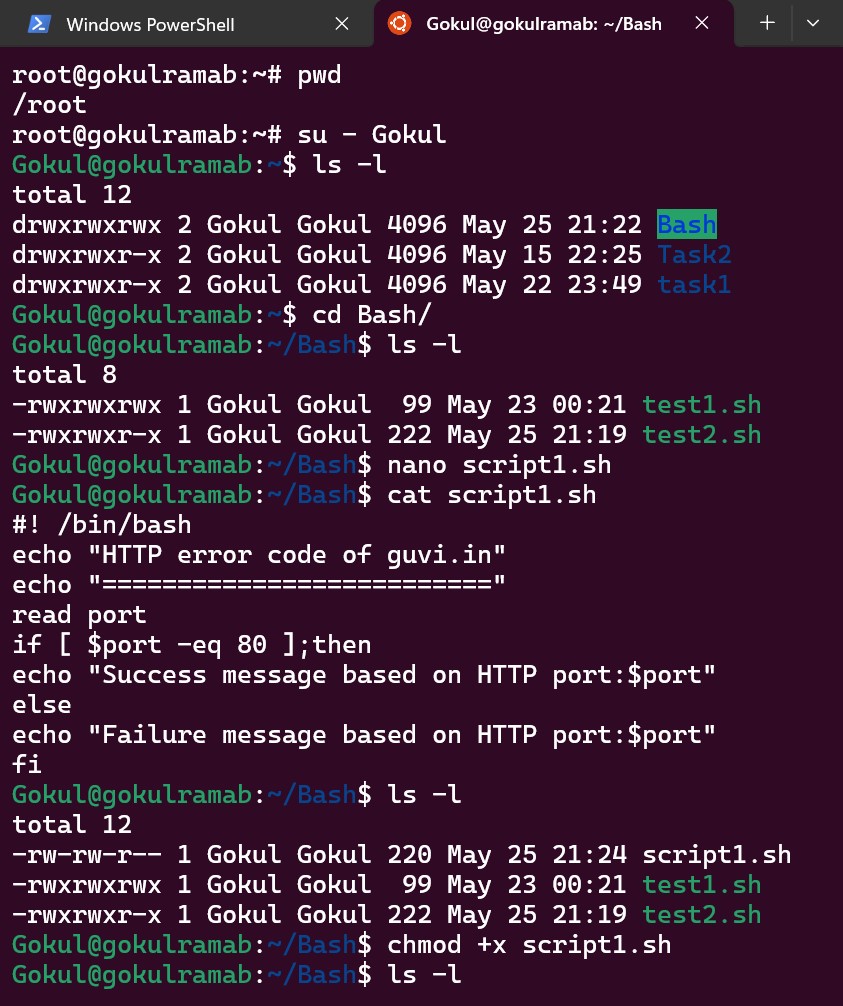 Windows PowerShell
Gokul@gokulramab: ~/Bash
root@gokulramab:~# pwd
/root
root@gokulramab:~# su - Gokul
Gokul@gokulramab:~$ ls -l
total 12
drwxrwxrwx 2 Gokul Gokul 4096 May 25 21:22 Bash
drwxrwxr-x 2 Gokul Gokul 4096 May 15 22:25 Task2
drwxrwxr-x 2 Gokul Gokul 4096 May 22 23:49 task1
Gokul@gokulramab:~$ cd Bash/
Gokul@gokulramab:~/Bash$ ls -l
total 8
-rwxrwxrwx 1 Gokul Gokul  99 May 23 00:21 test1.sh
-rwxrwxr-x 1 Gokul Gokul 222 May 25 21:19 test2.sh
Gokul@gokulramab:~/Bash$ nano script1.sh
Gokul@gokulramab:~/Bash$ cat script1.sh
#! /bin/bash
echo "HTTP error code of guvi.in"
echo "=========================="
read port
if [ $port -eq 80 ];then
echo "Success message based on HTTP port:$port"
else
echo "Failure message based on HTTP port:$port"
fi
Gokul@gokulramab:~/Bash$ ls -l
total 12
-rw-rw-r-- 1 Gokul Gokul 220 May 25 21:24 script1.sh
-rwxrwxrwx 1 Gokul Gokul  99 May 23 00:21 test1.sh
-rwxrwxr-x 1 Gokul Gokul 222 May 25 21:19 test2.sh
Gokul@gokulramab:~/Bash$ chmod +x script1.sh
Gokul@gokulramab:~/Bash$ ls -l